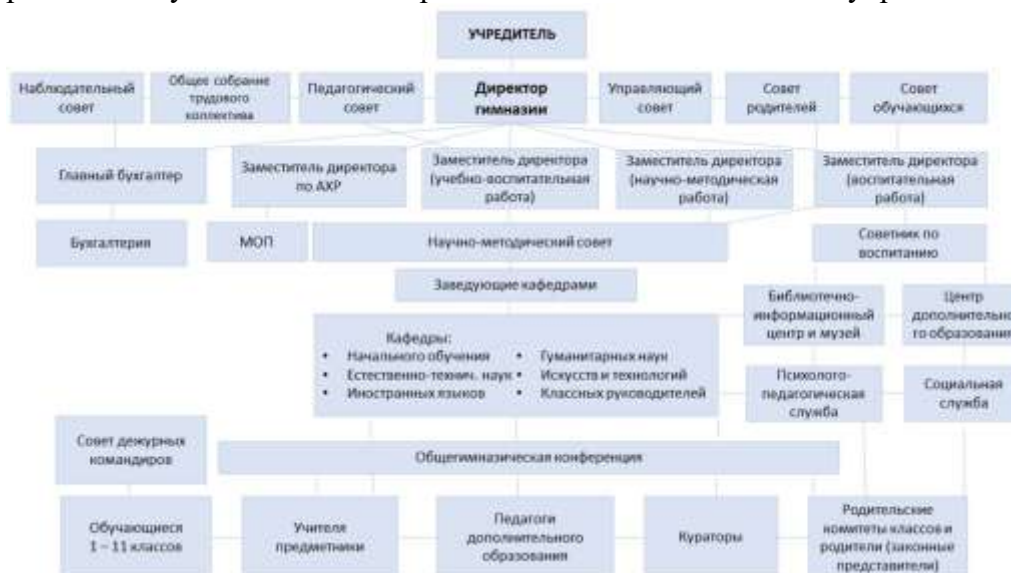 УЧРЕДИТЕЛЬ
Наблюдательный
совет
Общее собрание
трудового
коллектива
Педагогический
совет
Директор
гимназии
Управляющий
совет
Совет
родителей
Совет
обучающихся
Главный бухгалтер
Заместитель директора
по АХР
Заместитель директора
(учебно-воспитательная
работа)
Заместитель директора
(научно-методическая
работа)
Заместитель директора
(воспитательная
работа)
Бухгалтерия
МОП
Научно-методический совет
Советник по
воспитанию
Заведующие кафедрами
Библиотечно-
информационный
центр и музей
Центр
дополнительно
го образования
Кафедры:
• Начального обучения
• Естественно-технич. наук
• Иностранных языков
• Гуманитарных наук
• Искусств и технологий
• Классных руководителей
Психолого-
педагогическая
служба
Социальная
служба
Совет дежурных
командиров
Общегимназическая конференция
Обучающиеся
1 – 11 классов
Учителя
предметники
Педагоги
дополнительного
образования
Кураторы
Родительские
комитеты классов и
родители (законные
представители)